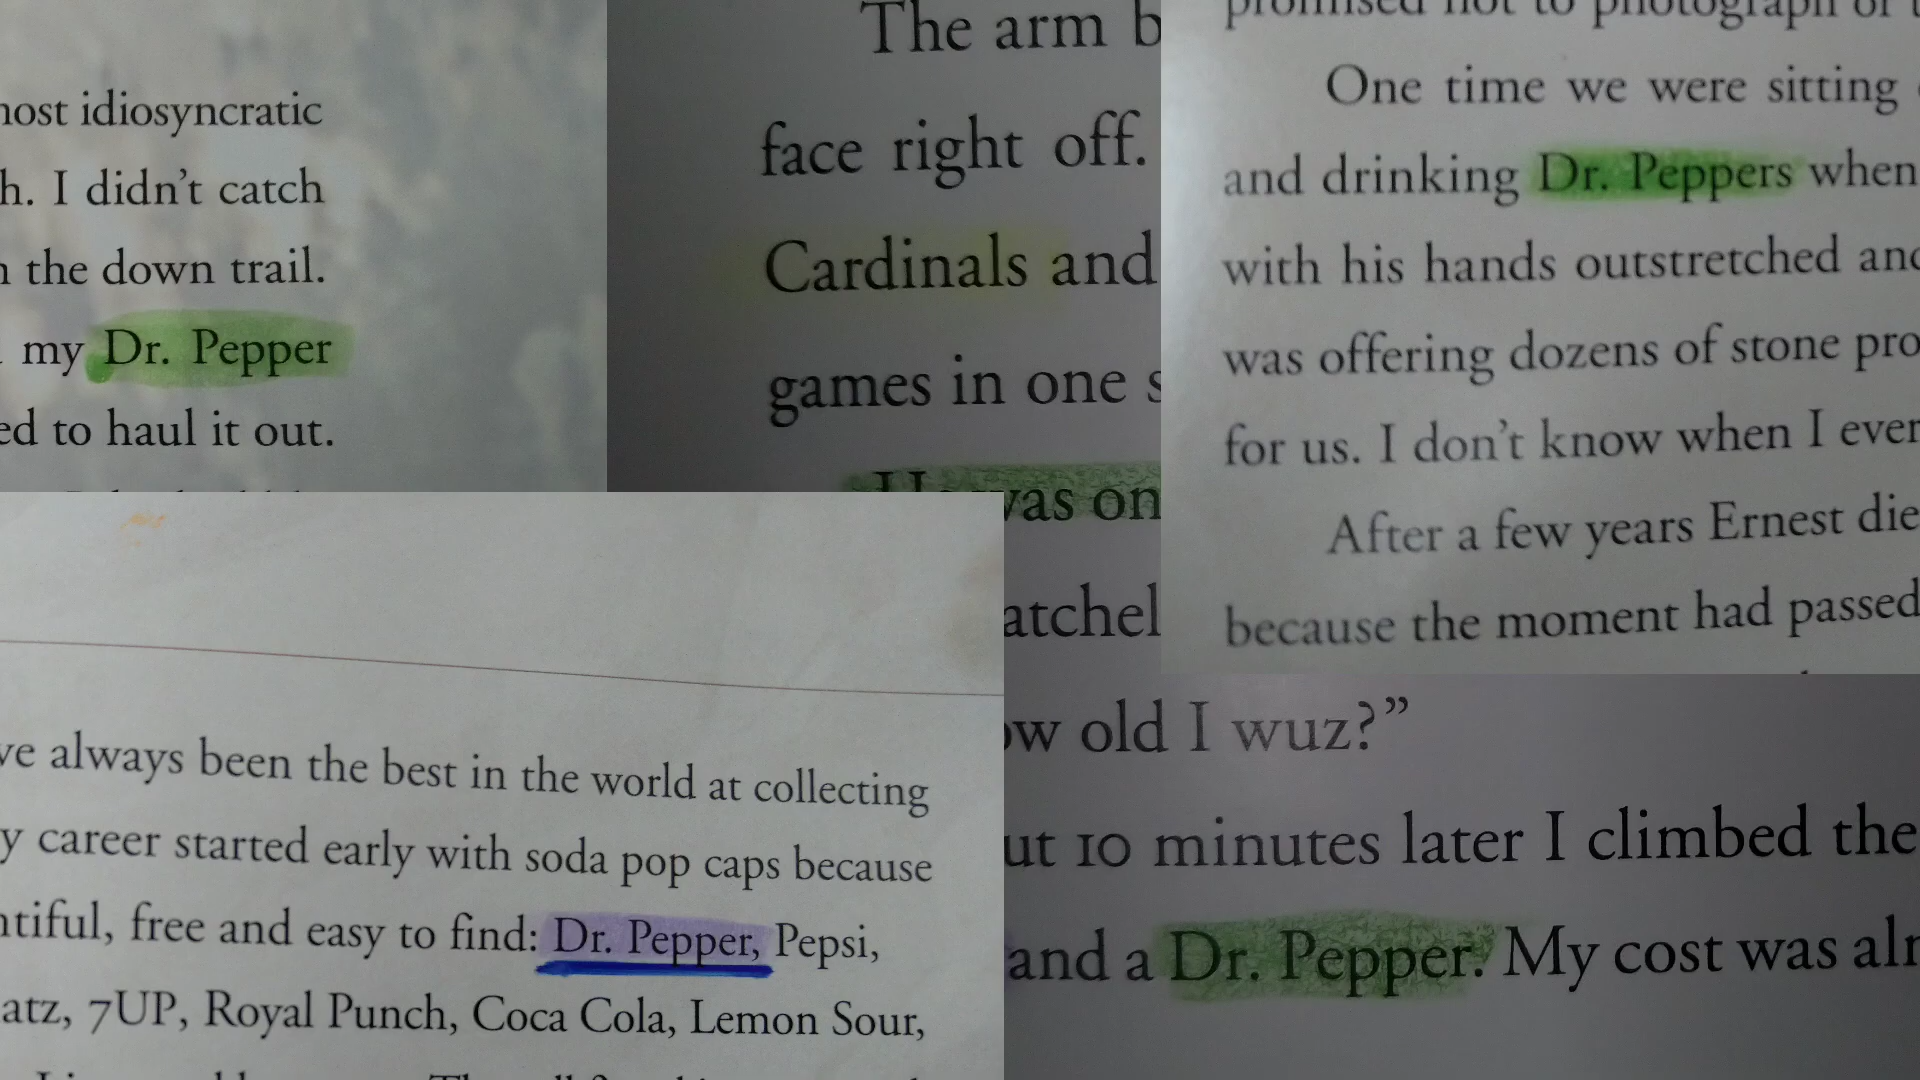 idiosyncratic
h. I didn't catch
the down trail.
my Dr. Pepper
ed to haul it out.
The arm b
face right off.
Cardinals and
games in one s
was on
atchel
ow old I wuz?"
ut 10 minutes later I climbed the
and a Dr. Pepper. My cost was alr
promised not to photograph or t
One time we were sitting
and drinking Dr. Peppers when
with his hands outstretched and
was offering dozens of stone pro
for us. I don't know when I ever
After a few years Ernest die
because the moment had passed
ve always been the best in the world at collecting
y career started early with soda pop caps because
ntiful, free and easy to find: Dr. Pepper, Pepsi,
atz, 7UP, Royal Punch, Coca Cola, Lemon Sour,